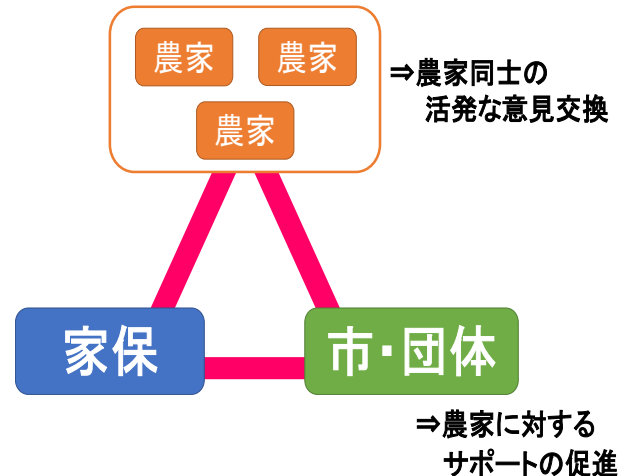 農家 農家
農家
⇒農家同士の
活発な意見交換
家保
市・団体
⇒農家に対する
サポートの促進